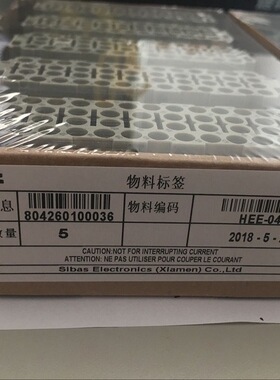 物料标签
息 804260100036 物料编码 HEE-04
数量 5 2018-5-
CAUTION:NOT FOR INTERRUPTING CURRENT
ATTENTION: NE PAS UTILISER POUR COUPER LE COURANT
Sibas Electronics (Xiamen) Co.,Ltd